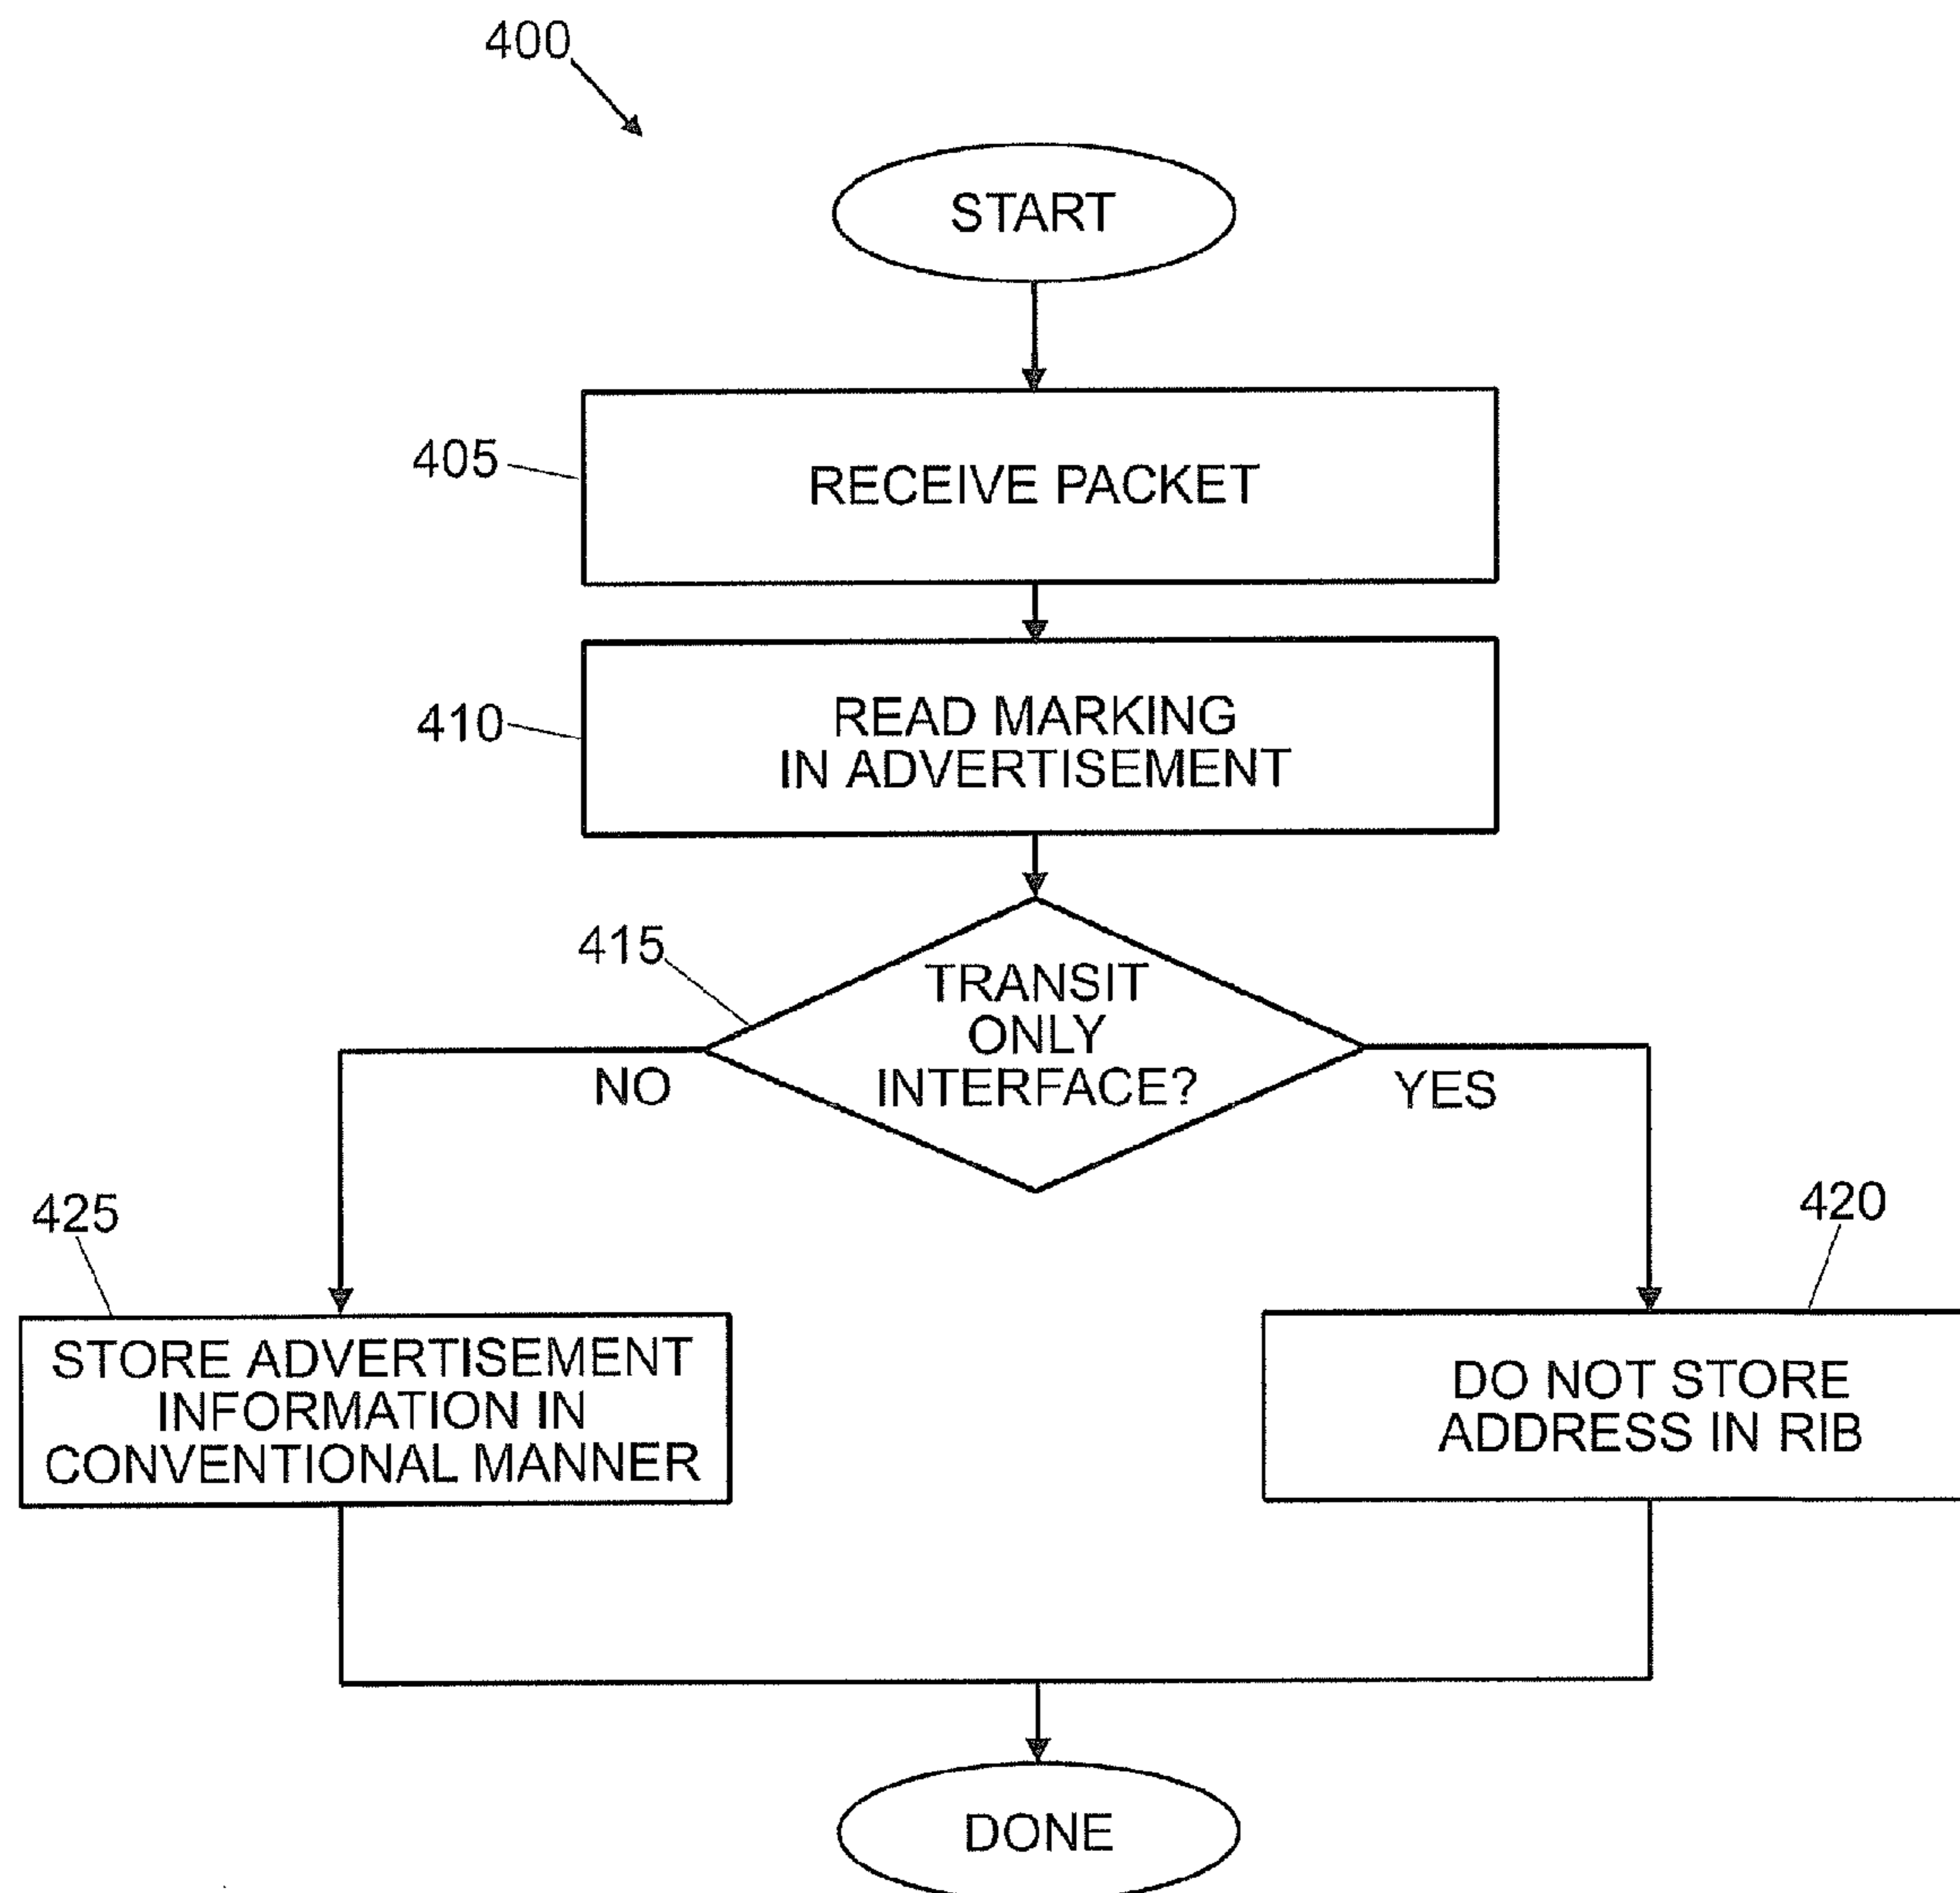 400
START
405
RECEIVE PACKET
410
READ MARKING
IN ADVERTISEMENT
415
TRANSIT
ONLY
INTERFACE?
NO
YES
425
STORE ADVERTISEMENT
INFORMATION IN
CONVENTIONAL MANNER
420
DO NOT STORE
ADDRESS IN RIB
DONE